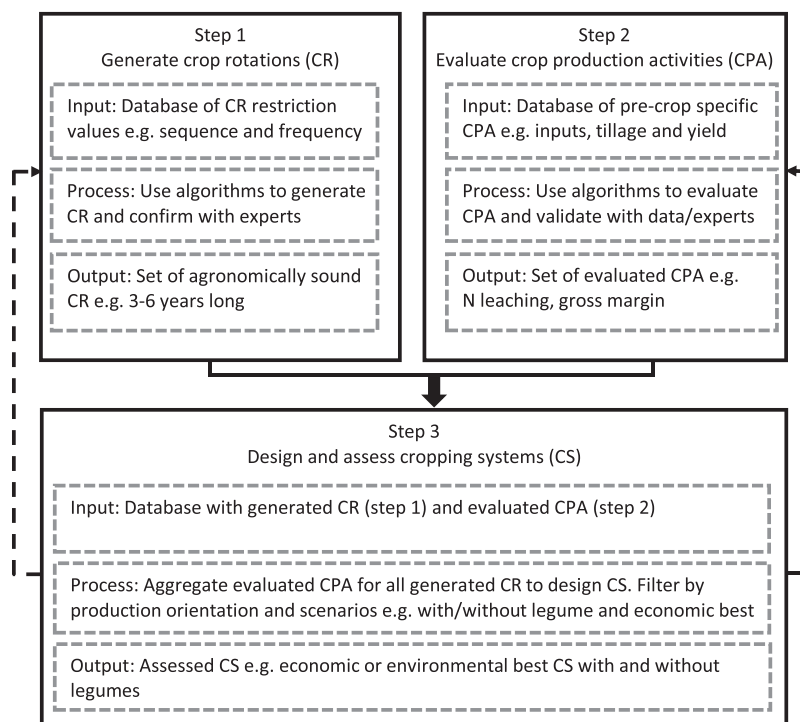 Step 1
Generate crop rotations (CR)
Input: Database of CR restriction
values e.g. sequence and frequency
Process: Use algorithms to generate
CR and confirm with experts
Output: Set of agronomically sound
CR e.g. 3-6 years long
Step 2
Evaluate crop production activities (CPA)
Input: Database of pre-crop specific
CPA e.g. inputs, tillage and yield
Process: Use algorithms to evaluate
CPA and validate with data/experts
Output: Set of evaluated CPA e.g.
N leaching, gross margin
Step 3
Design and assess cropping systems (CS)
Input: Database with generated CR (step 1) and evaluated CPA (step 2)
Process: Aggregate evaluated CPA for all generated CR to design CS. Filter by
production orientation and scenarios e.g. with/without legume and economic best
Output: Assessed CS e.g. economic or environmental best CS with and without
legumes